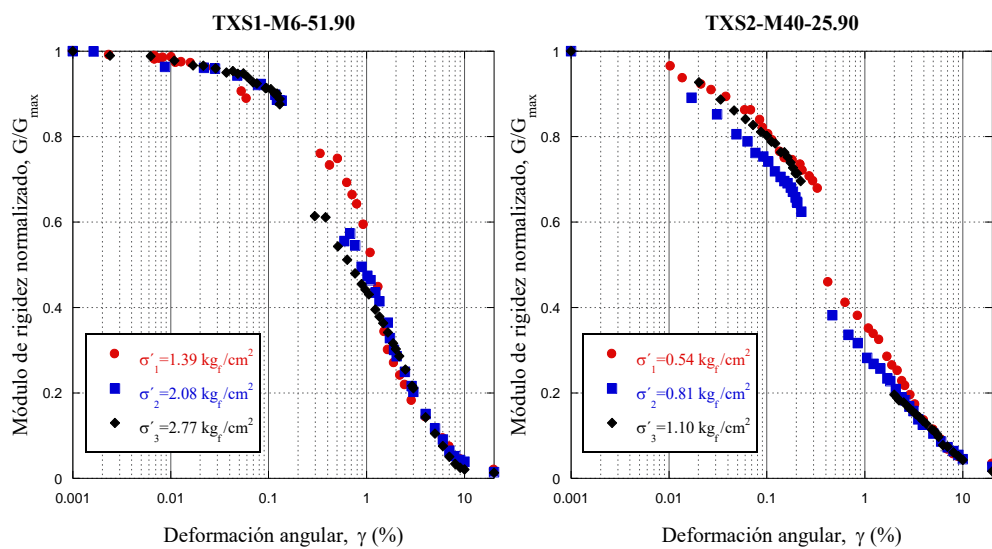 TXS1-M6-51.90
Módulo de rigidez normalizado, G/Gmax
1
0.8
0.6
0.4
0.2
0
σ´1=1.39 kgf/cm2
σ´2=2.08 kgf/cm2
σ´3=2.77 kgf/cm2
0.001 0.01 0.1 1 10
Deformación angular, γ (%)
TXS2-M40-25.90
Módulo de rigidez normalizado, G/Gmax
1
0.8
0.6
0.4
0.2
0
σ´1=0.54 kgf/cm2
σ´2=0.81 kgf/cm2
σ´3=1.10 kgf/cm2
0.001 0.01 0.1 1 10
Deformación angular, γ (%)